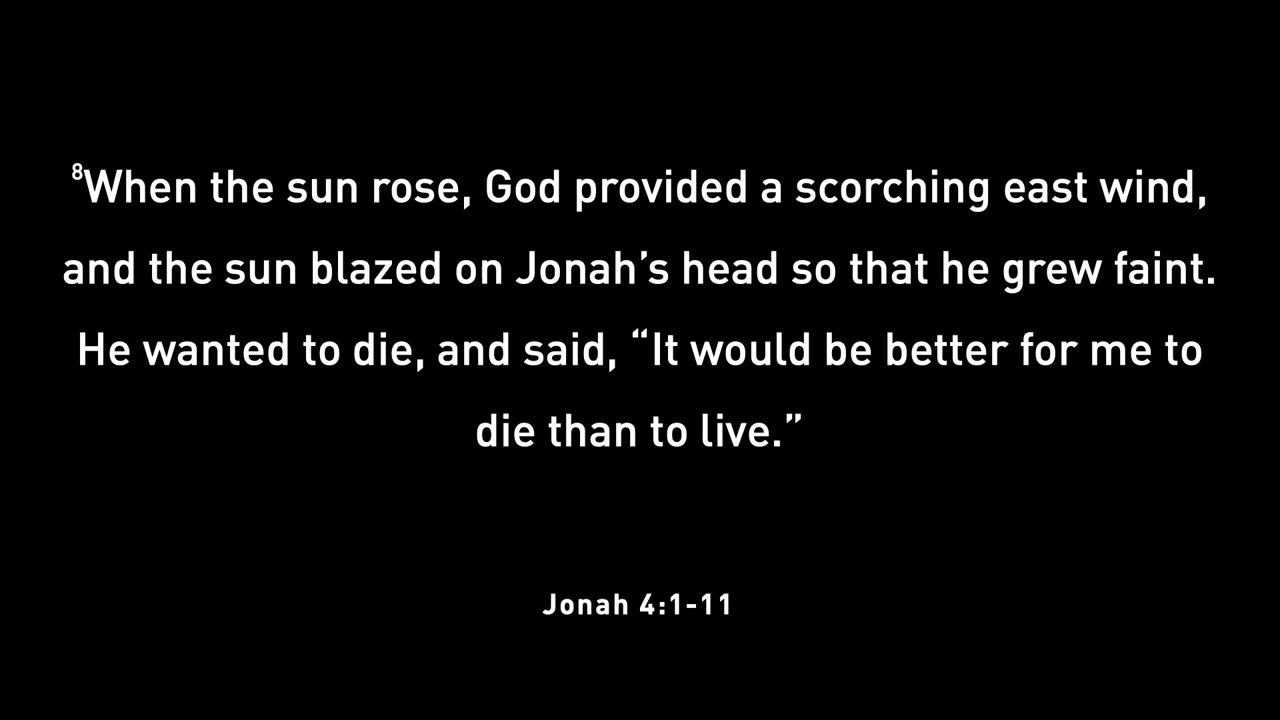 ⁸When the sun rose, God provided a scorching east wind,
and the sun blazed on Jonah’s head so that he grew faint.
He wanted to die, and said, “It would be better for me to
die than to live.”
Jonah 4:1-11